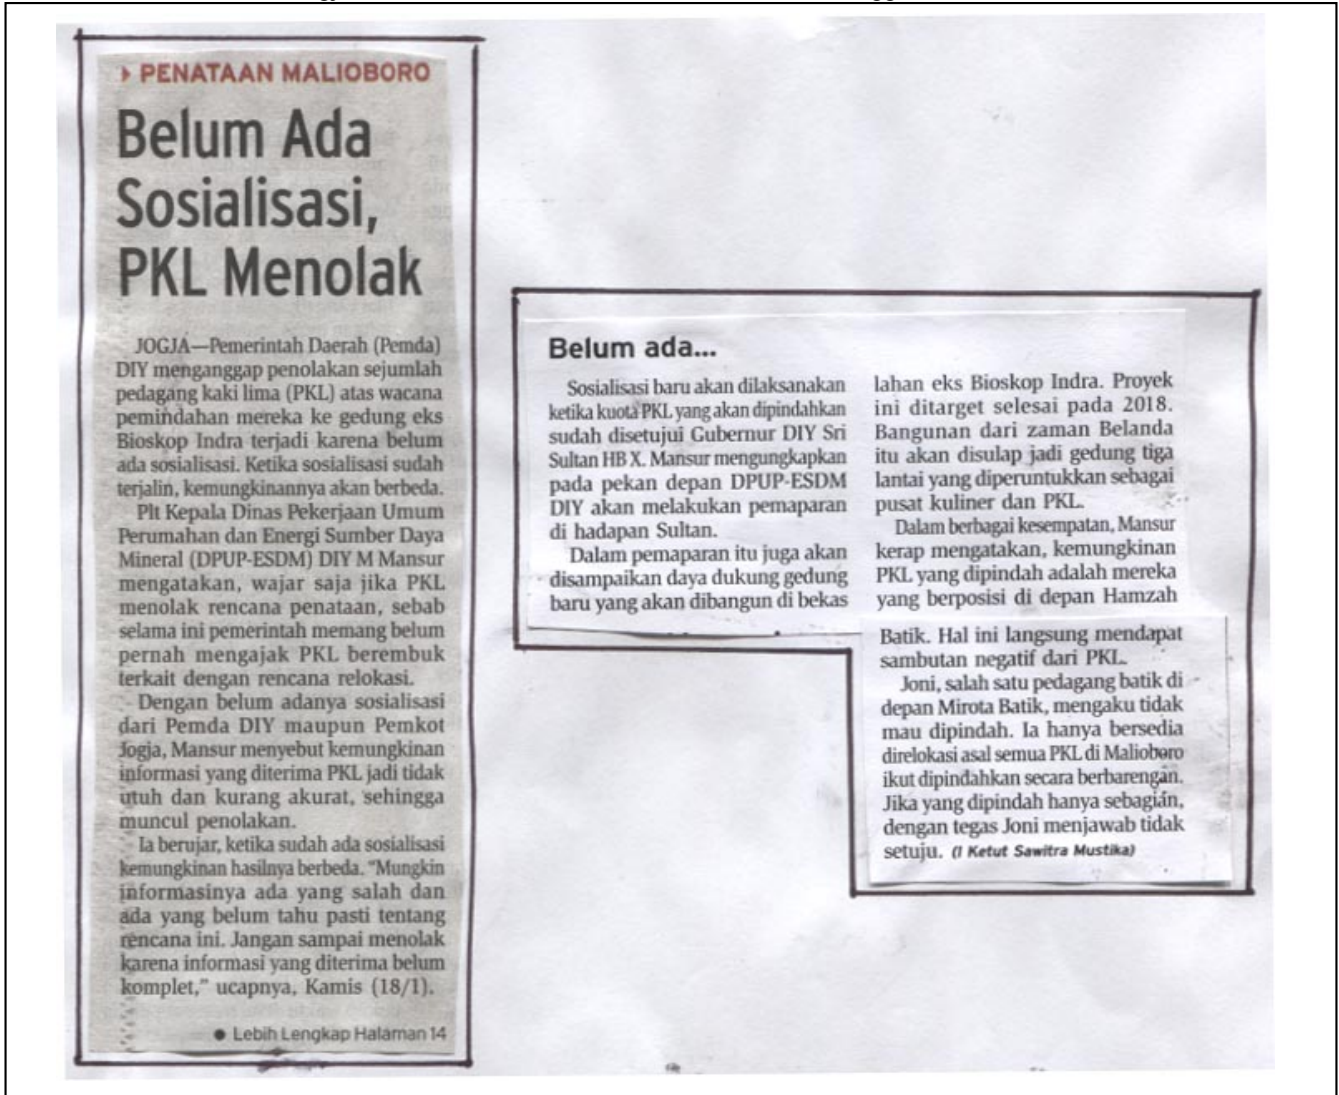 PENATAAN MALIOBORO
Belum Ada
Sosialisasi,
PKL Menolak
JOGJA—Pemerintah Daerah (Pemda)
DIY menganggap penolakan sejumlah
pedagang kaki lima (PKL) atas wacana
pemindahan mereka ke gedung eks
Bioskop Indra terjadi karena belum
ada sosialisasi. Ketika sosialisasi sudah
terjalin, kemungkinannya akan berbeda.
Plt Kepala Dinas Pekerjaan Umum
Perumahan dan Energi Sumber Daya
Mineral (DPUP-ESDM) DIY M Mansur
mengatakan, wajar saja jika PKL
menolak rencana penataan, sebab
selama ini pemerintah memang belum
pernah mengajak PKL berembuk
terkait dengan rencana relokasi.
Dengan belum adanya sosialisasi
dari Pemda DIY maupun Pemkot
Jogja, Mansur menyebut kemungkinan
informasi yang diterima PKL jadi tidak
utuh dan kurang akurat, sehingga
muncul penolakan.
Ia berujar, ketika sudah ada sosialisasi
kemungkinan hasilnya berbeda. “Mungkin
informasinya ada yang salah dan
ada yang belum tahu pasti tentang
rencana ini. Jangan sampai menolak
karena informasi yang diterima belum
komplet,” ucapnya, Kamis (18/1).
● Lebih Lengkap Halaman 14
Belum ada...
Sosialisasi baru akan dilaksanakan
ketika kuota PKL yang akan dipindahkan
sudah disetujui Gubernur DIY Sri
Sultan HB X. Mansur mengungkapkan
pada pekan depan DPUP-ESDM
DIY akan melakukan pemaparan
di hadapan Sultan.
Dalam pemaparan itu juga akan
disampaikan daya dukung gedung
baru yang akan dibangun di bekas
lahan eks Bioskop Indra. Proyek
ini ditarget selesai pada 2018.
Bangunan dari zaman Belanda
itu akan disulap jadi gedung tiga
lantai yang diperuntukkan sebagai
pusat kuliner dan PKL.
Dalam berbagai kesempatan, Mansur
kerap mengatakan, kemungkinan
PKL yang dipindah adalah mereka
yang berposisi di depan Hamzah
Batik. Hal ini langsung mendapat
sambutan negatif dari PKL.
Joni, salah satu pedagang batik di
depan Mirota Batik, mengaku tidak
mau dipindah. Ia hanya bersedia
direlokasi asal semua PKL di Malioboro
ikut dipindahkan secara berbarengan.
Jika yang dipindah hanya sebagian,
dengan tegas Joni menjawab tidak
setuju. (I Ketut Sawitra Mustika)